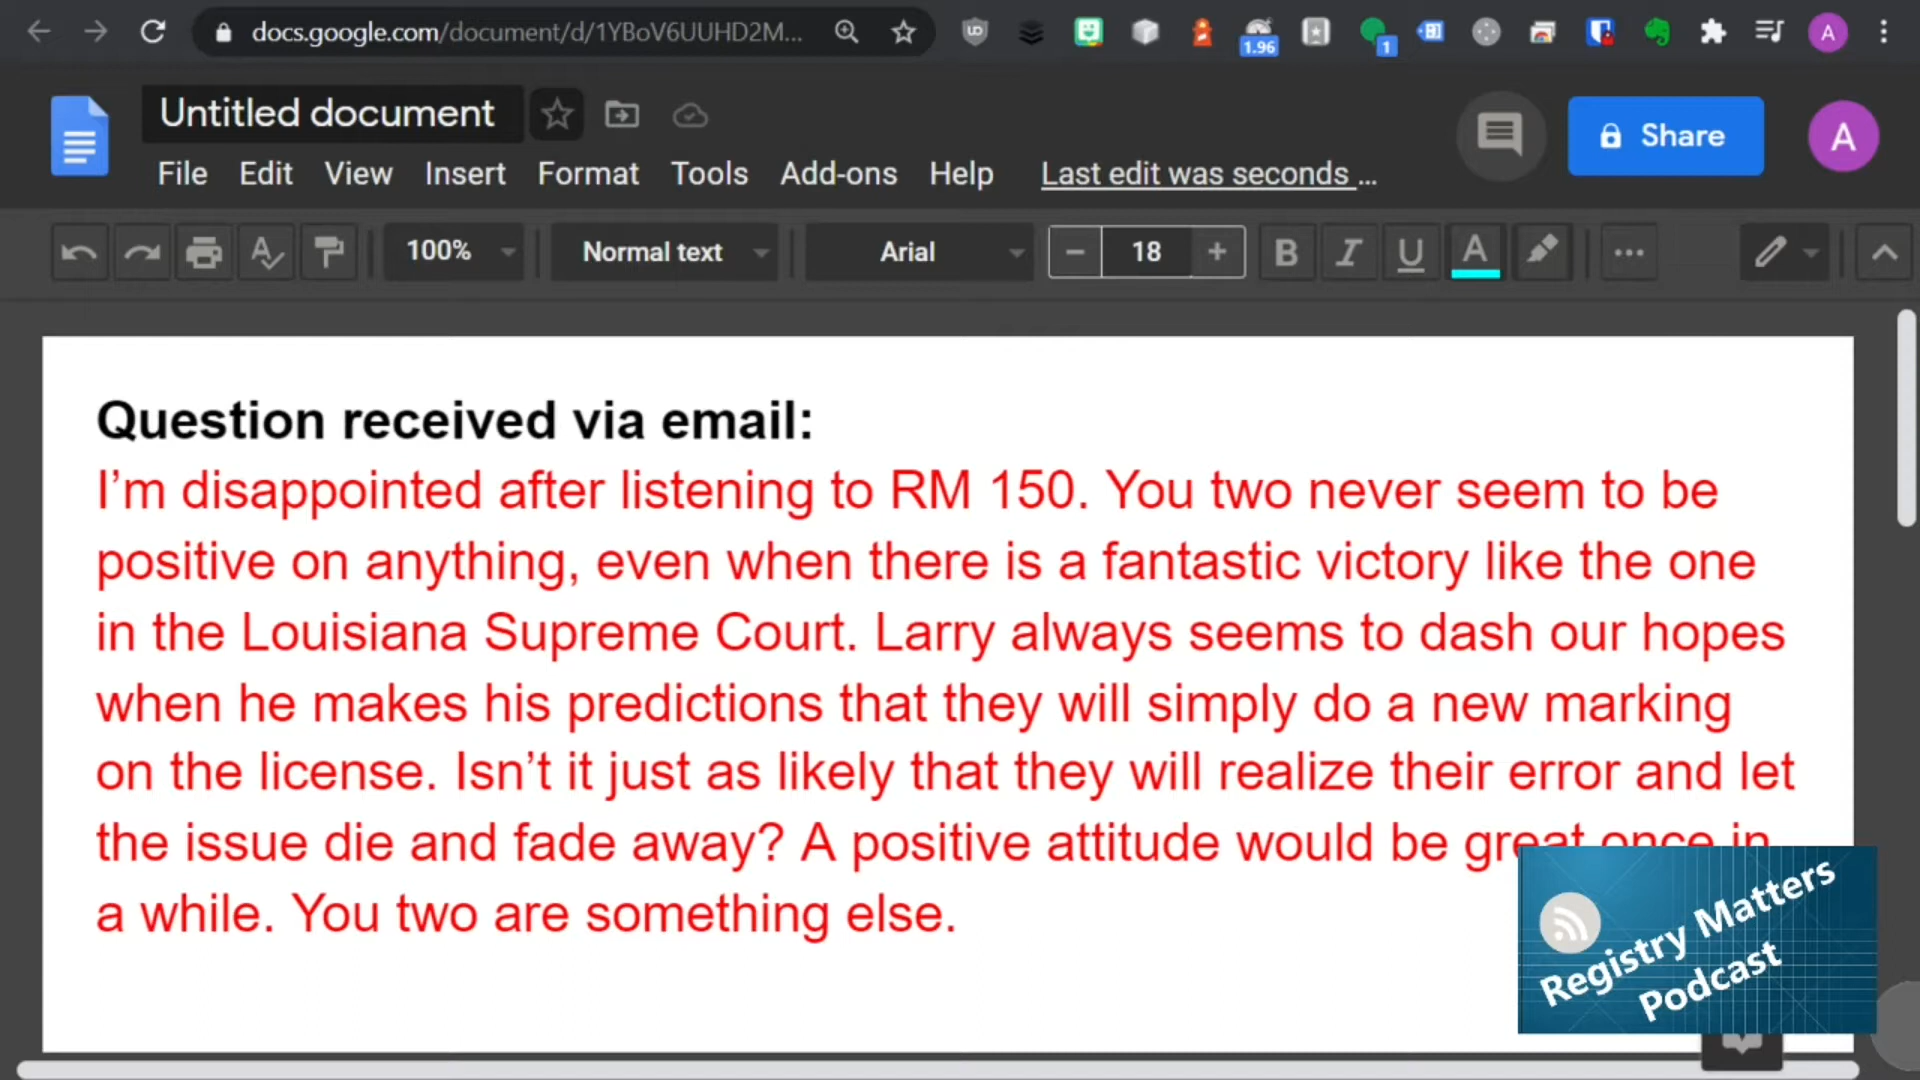 docs.google.com/document/d/1YBoV6UUHD2M...
1.96
1
A
Untitled document
Share
A
File Edit View Insert Format Tools Add-ons Help Last edit was seconds ...
100% Normal text Arial - 18 + B I U A
Question received via email:
I'm disappointed after listening to RM 150. You two never seem to be
positive on anything, even when there is a fantastic victory like the one
in the Louisiana Supreme Court. Larry always seems to dash our hopes
when he makes his predictions that they will simply do a new marking
on the license. Isn't it just as likely that they will realize their error and let
the issue die and fade away? A positive attitude would be great once in
a while. You two are something else.
Registry Matters
Podcast